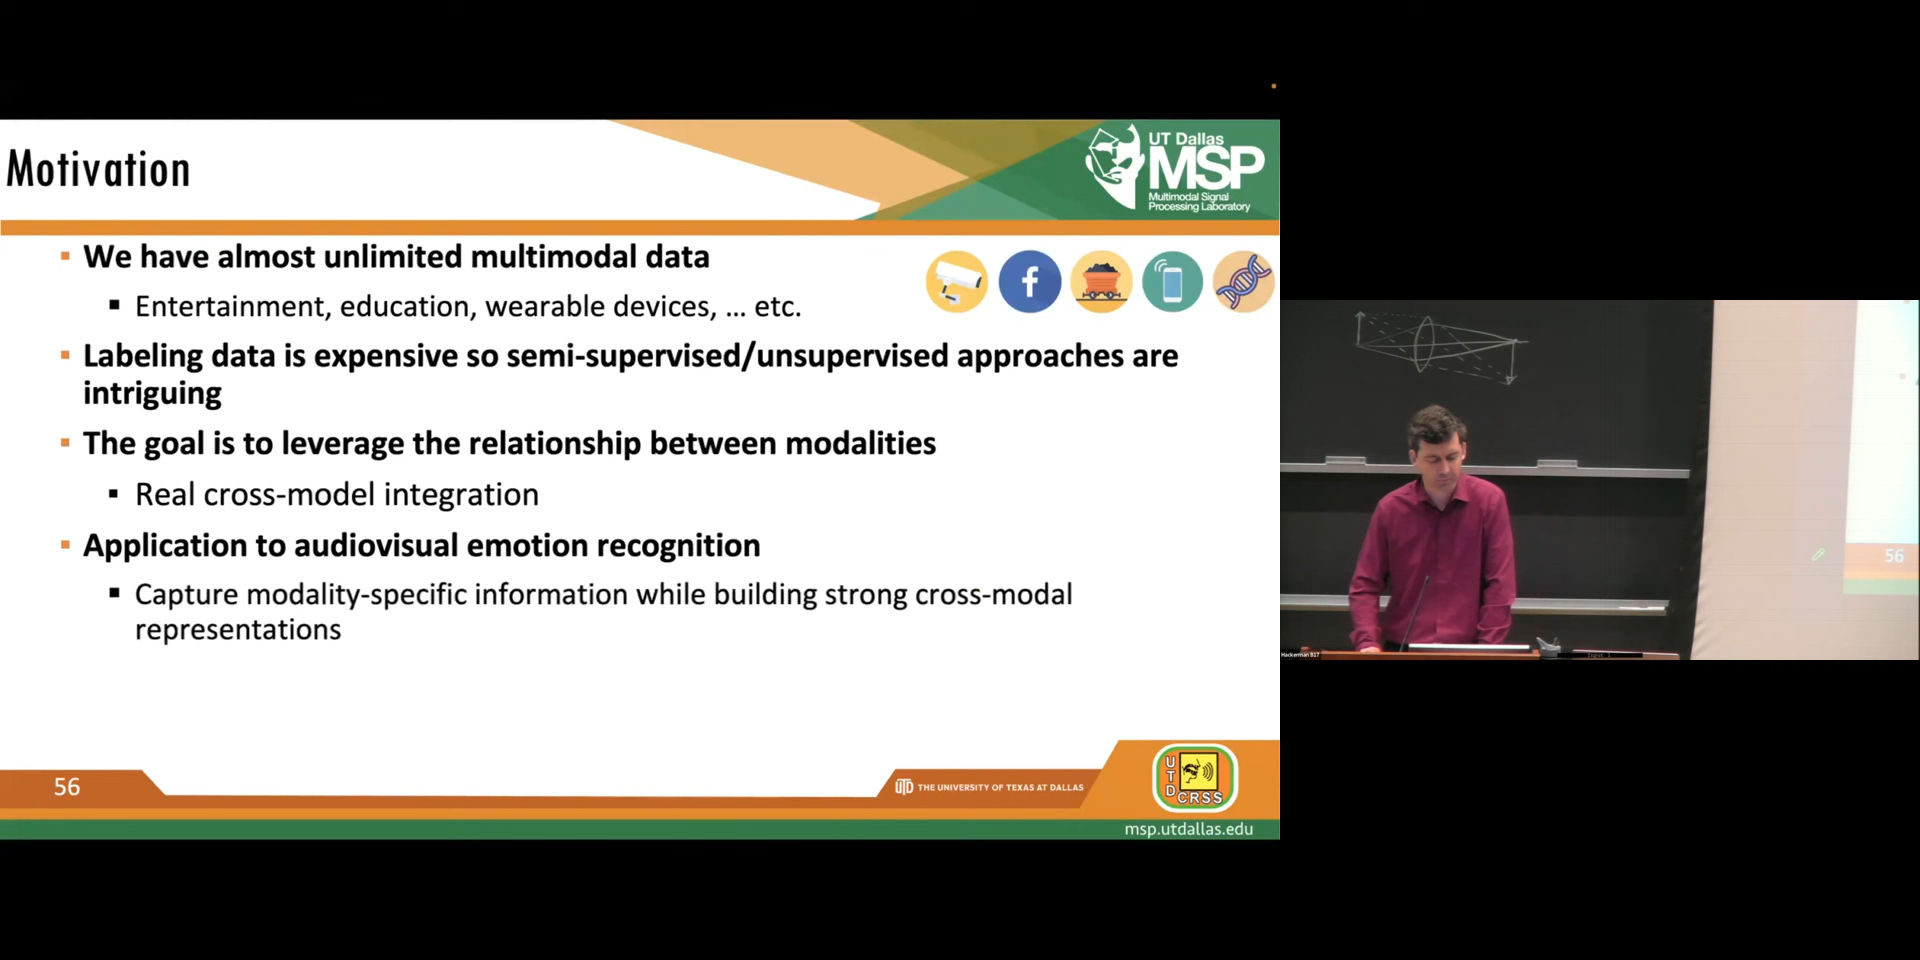 Motivation
UT Dallas
MSP
Multimodal Signal
Processing Laboratory
We have almost unlimited multimodal data
Entertainment, education, wearable devices, ... etc.
Labeling data is expensive so semi-supervised/unsupervised approaches are
intriguing
The goal is to leverage the relationship between modalities
Real cross-model integration
Application to audiovisual emotion recognition
Capture modality-specific information while building strong cross-modal
representations
56
UTD THE UNIVERSITY OF TEXAS AT DALLAS
UTD
CRSS
msp.utdallas.edu
56
Hackerman B17